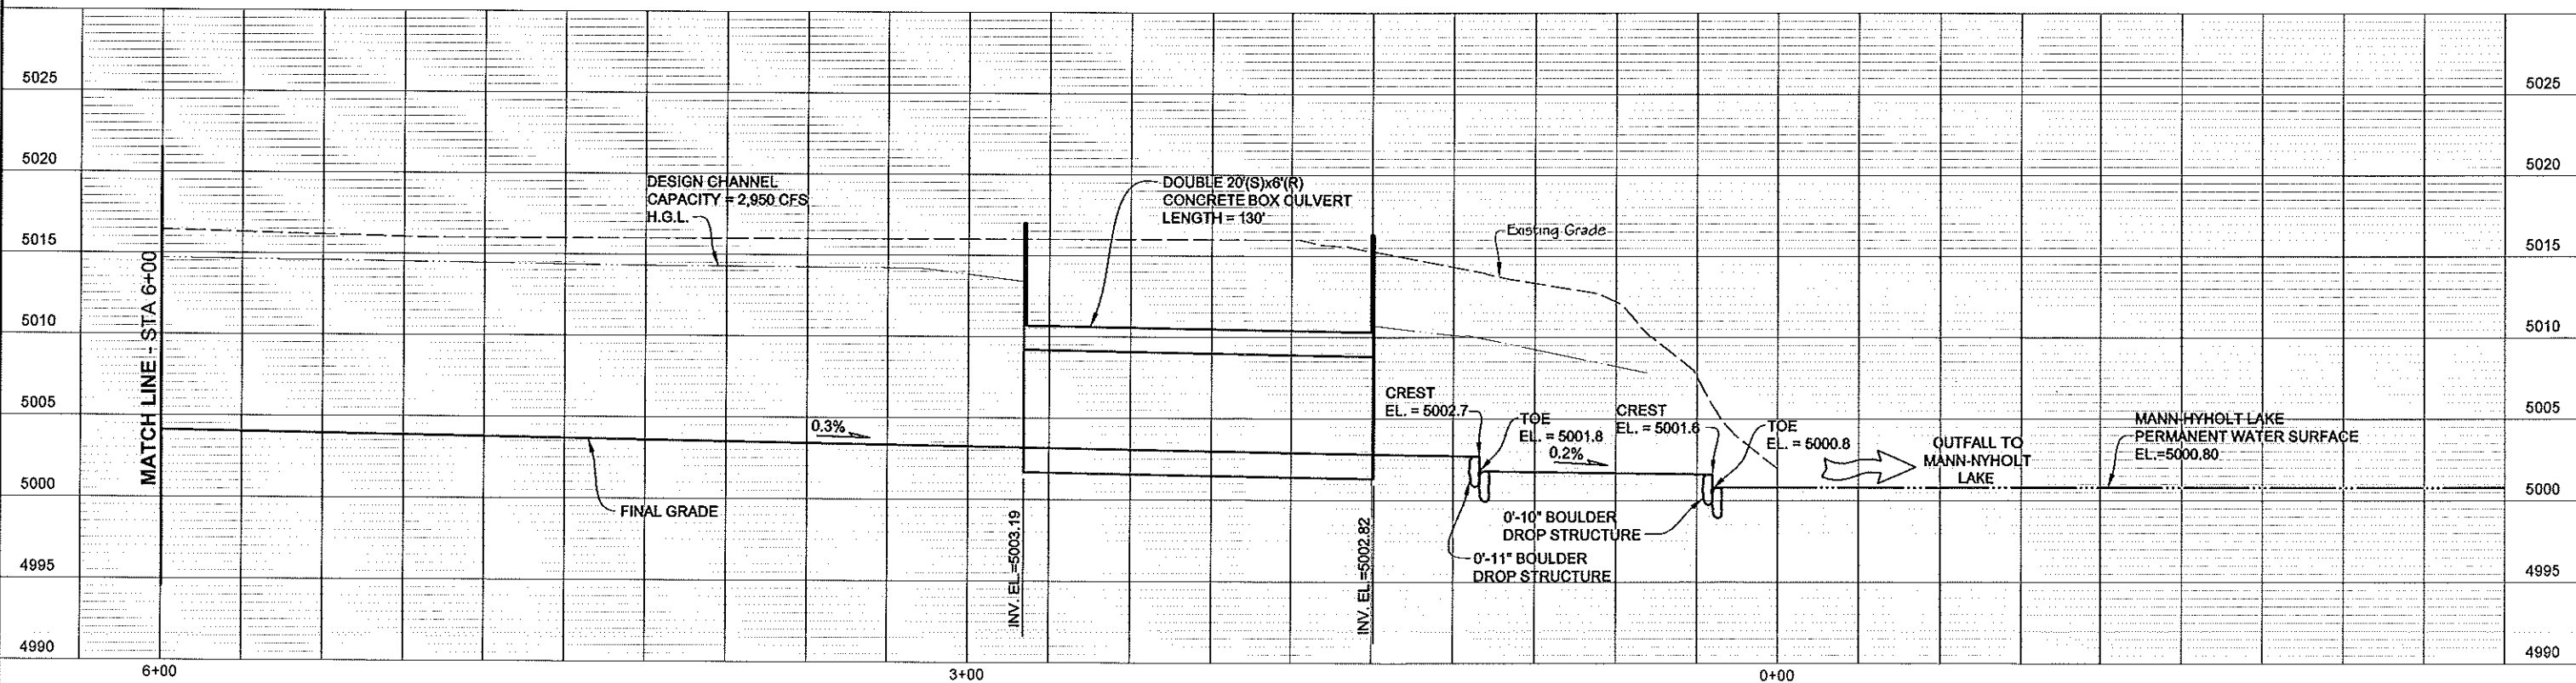 5025
5020
5015
5010
5005
5000
4995
4990
MATCH LINE - STA 6+00
DESIGN CHANNEL
CAPACITY = 2,950 CFS
H.G.L.
DOUBLE 20'(S)x6'(R)
CONCRETE BOX CULVERT
LENGTH = 130'
Existing Grade
0.3%
FINAL GRADE
INV. EL.=5003.19
INV. EL.=5002.82
CREST
EL. = 5002.7
TOE
EL. = 5001.8
0.2%
CREST
EL. = 5001.6
TOE
EL. = 5000.8
0'-10" BOULDER
DROP STRUCTURE
0'-11" BOULDER
DROP STRUCTURE
OUTFALL TO
MANN-NYHOLT
LAKE
MANN-HYHOLT LAKE
PERMANENT WATER SURFACE
EL.=5000.80
5025
5020
5015
5010
5005
5000
4995
4990
6+00
3+00
0+00